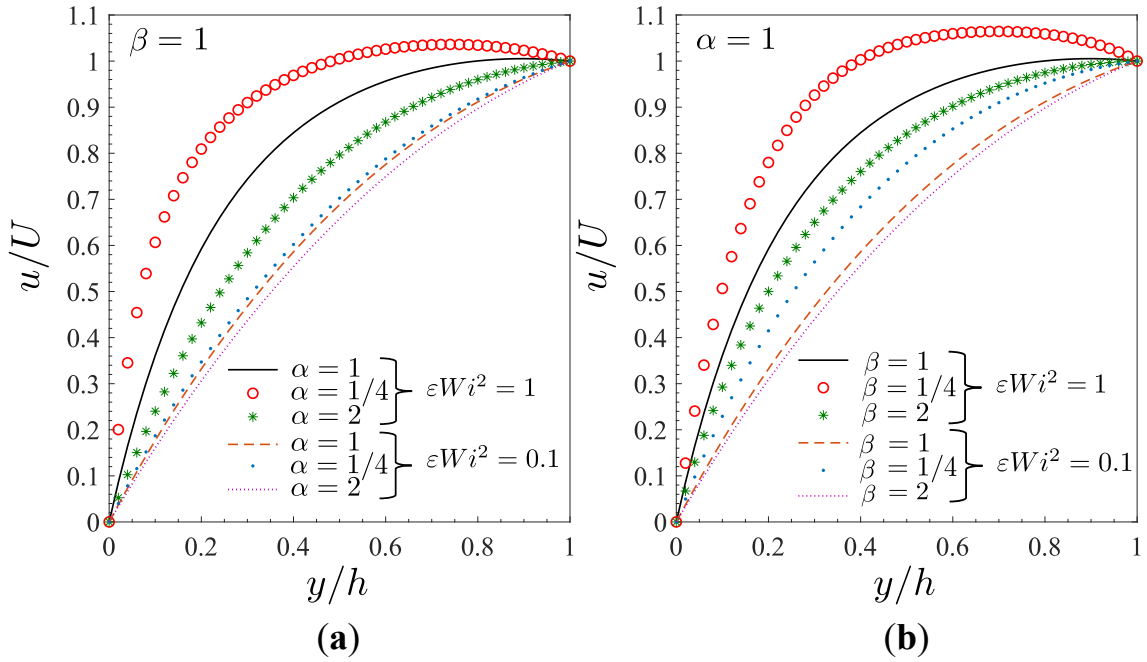 β = 1
1.1
1
0.9
0.8
0.7
0.6
0.5
0.4
0.3
0.2
0.1
0
u/U
α = 1
α = 1/4
α = 2
εWi² = 1
α = 1
α = 1/4
α = 2
εWi² = 0.1
0 0.2 0.4 0.6 0.8 1
y/h
(a)
α = 1
1.1
1
0.9
0.8
0.7
0.6
0.5
0.4
0.3
0.2
0.1
0
u/U
β = 1
β = 1/4
β = 2
εWi² = 1
β = 1
β = 1/4
β = 2
εWi² = 0.1
0 0.2 0.4 0.6 0.8 1
y/h
(b)